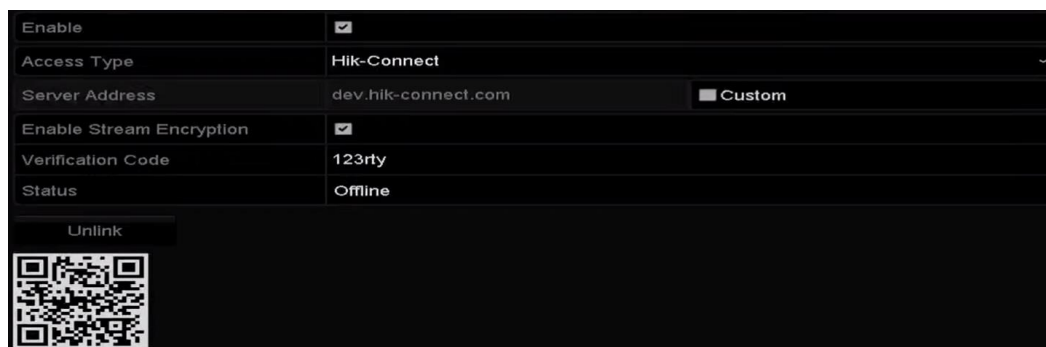 Enable
Access Type Hik-Connect
Server Address dev.hik-connect.com Custom
Enable Stream Encryption
Verification Code 123rty
Status Offline
Unlink